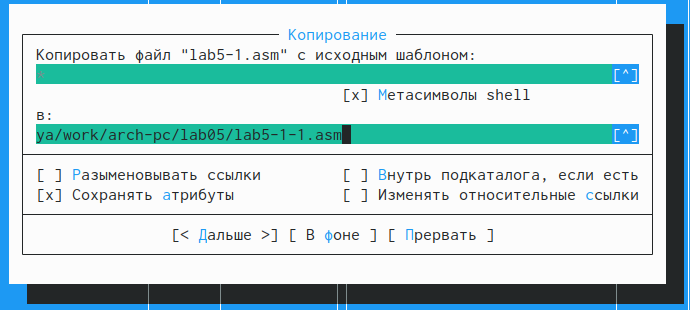 Копирование
Копировать файл "lab5-1.asm" с исходным шаблоном:
[^]
[x] Метасимволы shell
в:
ya/work/arch-pc/lab05/lab5-1-1.asm [^]
[ ] Разыменовывать ссылки [ ] Внутрь подкаталога, если есть
[x] Сохранять атрибуты [ ] Изменять относительные ссылки
[< Дальше >] [ В фоне ] [ Прервать ]